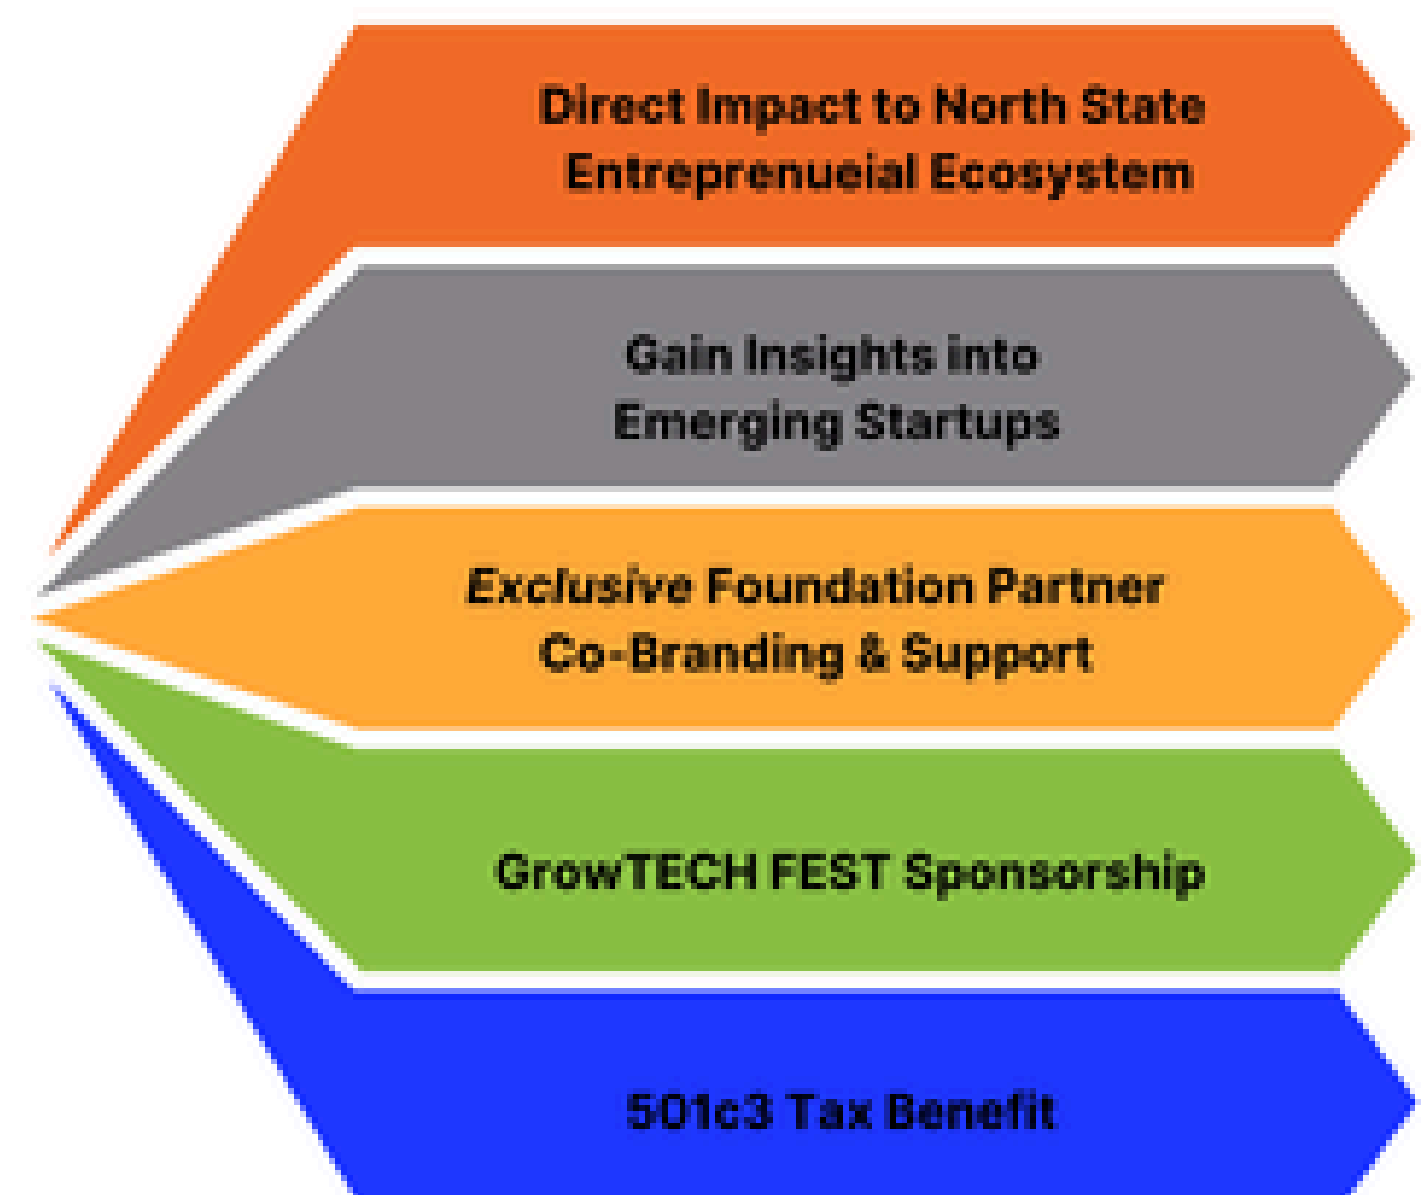 Direct Impact to North State
Entreprenueial Ecosystem
Gain Insights into
Emerging Startups
Exclusive Foundation Partner
Co-Branding & Support
GrowTECH FEST Sponsorship
501c3 Tax Benefit